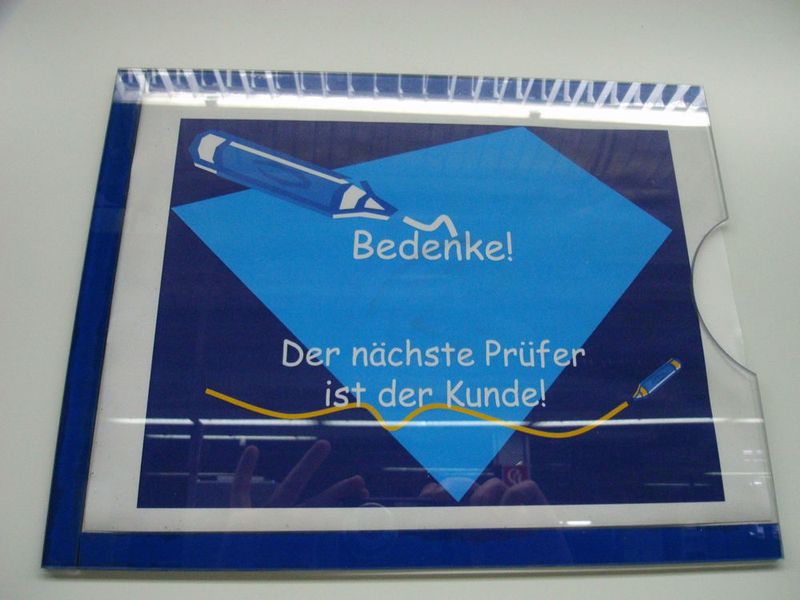 Bedenke!
Der nächste Prüfer
ist der Kunde!